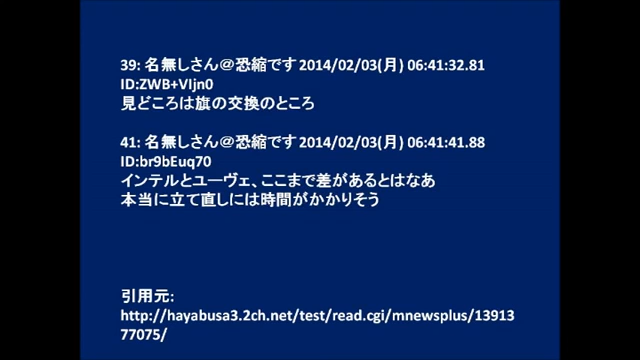 39: 名無しさん＠恐縮です 2014/02/03(月) 06:41:32.81
ID:ZWB+VIjn0
見どころは旗の交換のところ
41: 名無しさん＠恐縮です 2014/02/03(月) 06:41:41.88
ID:br9bEuq70
インテルとユーヴェ、ここまで差があるとはなあ
本当に立て直しには時間がかかりそう
引用元:
http://hayabusa3.2ch.net/test/read.cgi/mnewsplus/13913
77075/